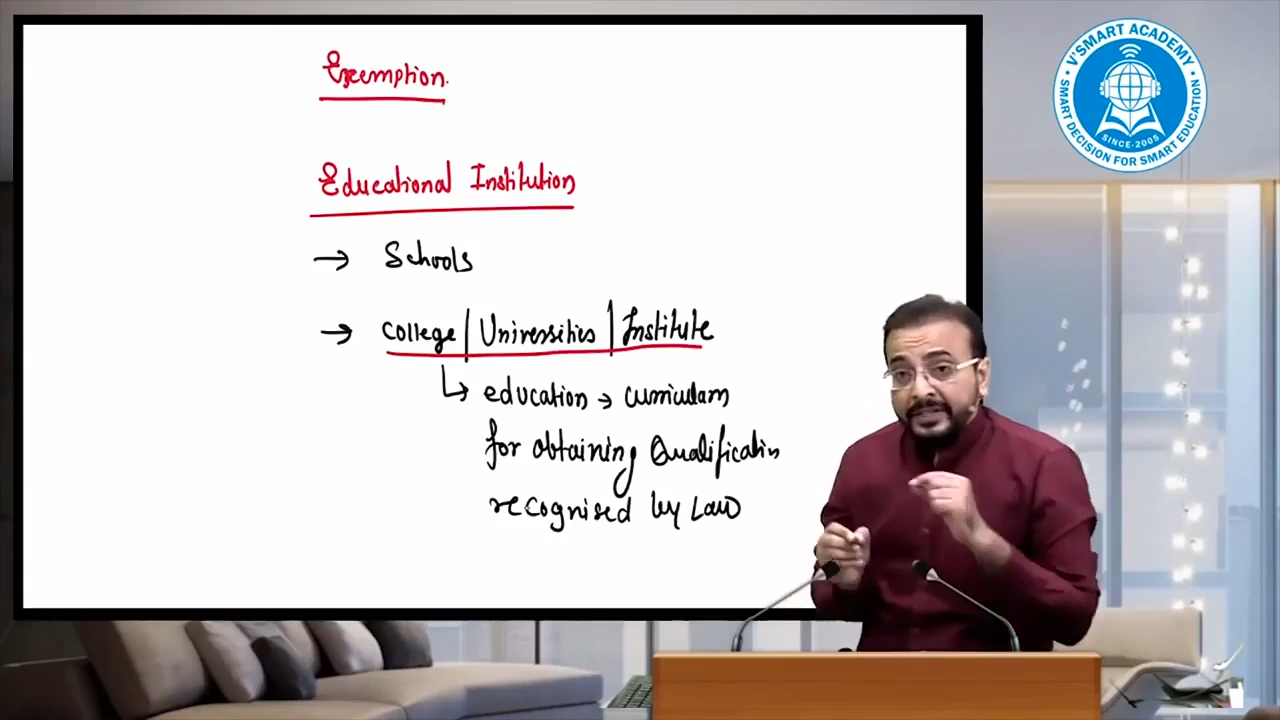 Exemption.
Educational Institution
→ Schools
→ College | Universities | Institute
↳ education → curriculam
for obtaining Qualification
recognised by Law
V'SMART ACADEMY
SINCE-2005
SMART DECISION FOR SMART EDUCATION